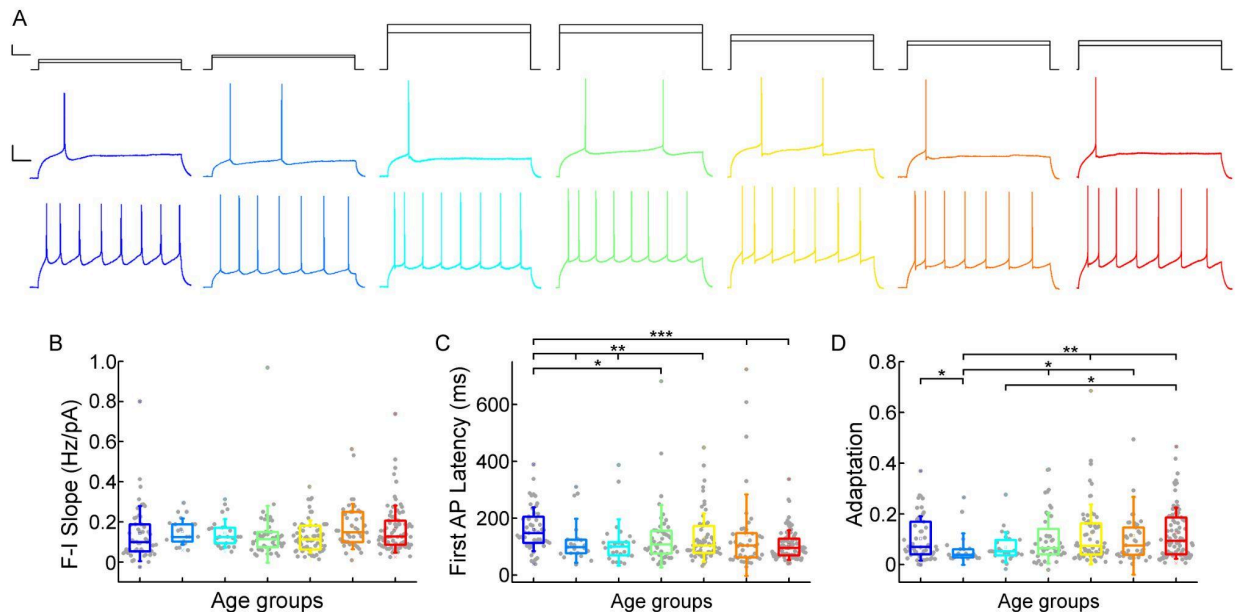 A
B
F-I Slope (Hz/pA)
1.0
0.8
0.6
0.4
0.2
0
Age groups
C
First AP Latency (ms)
600
400
200
0
***
**
*
Age groups
D
Adaptation
0.8
0.6
0.4
0.2
0
**
*
*
*
Age groups